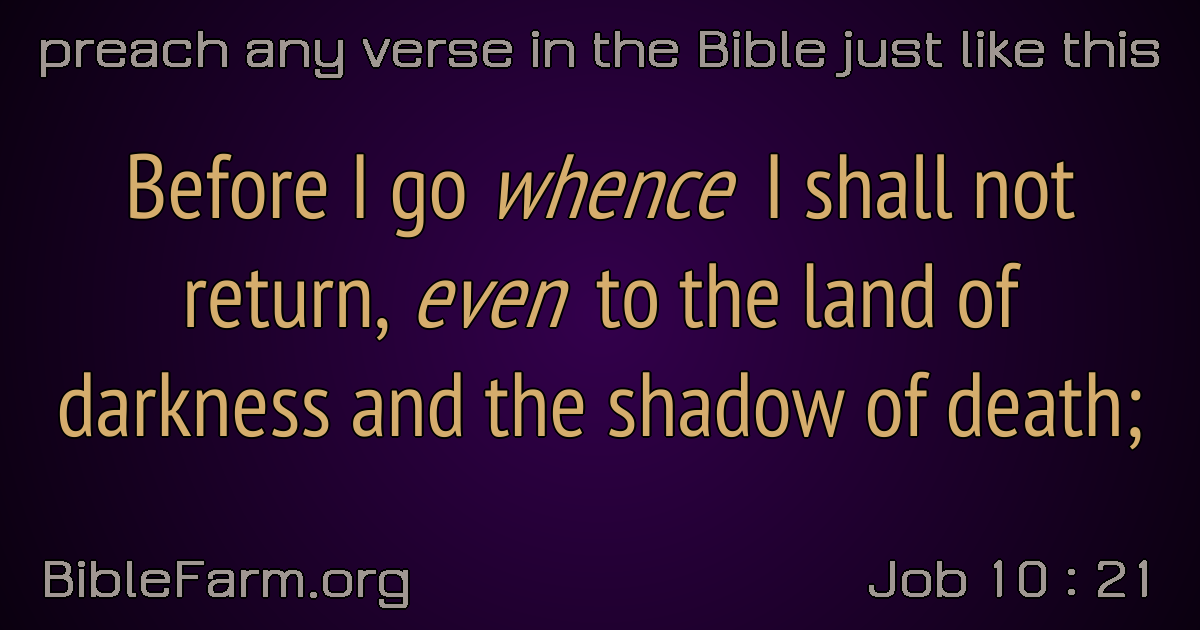 preach any verse in the Bible just like this
Before I go whence I shall not
return, even to the land of
darkness and the shadow of death;
BibleFarm.org
Job 10 : 21